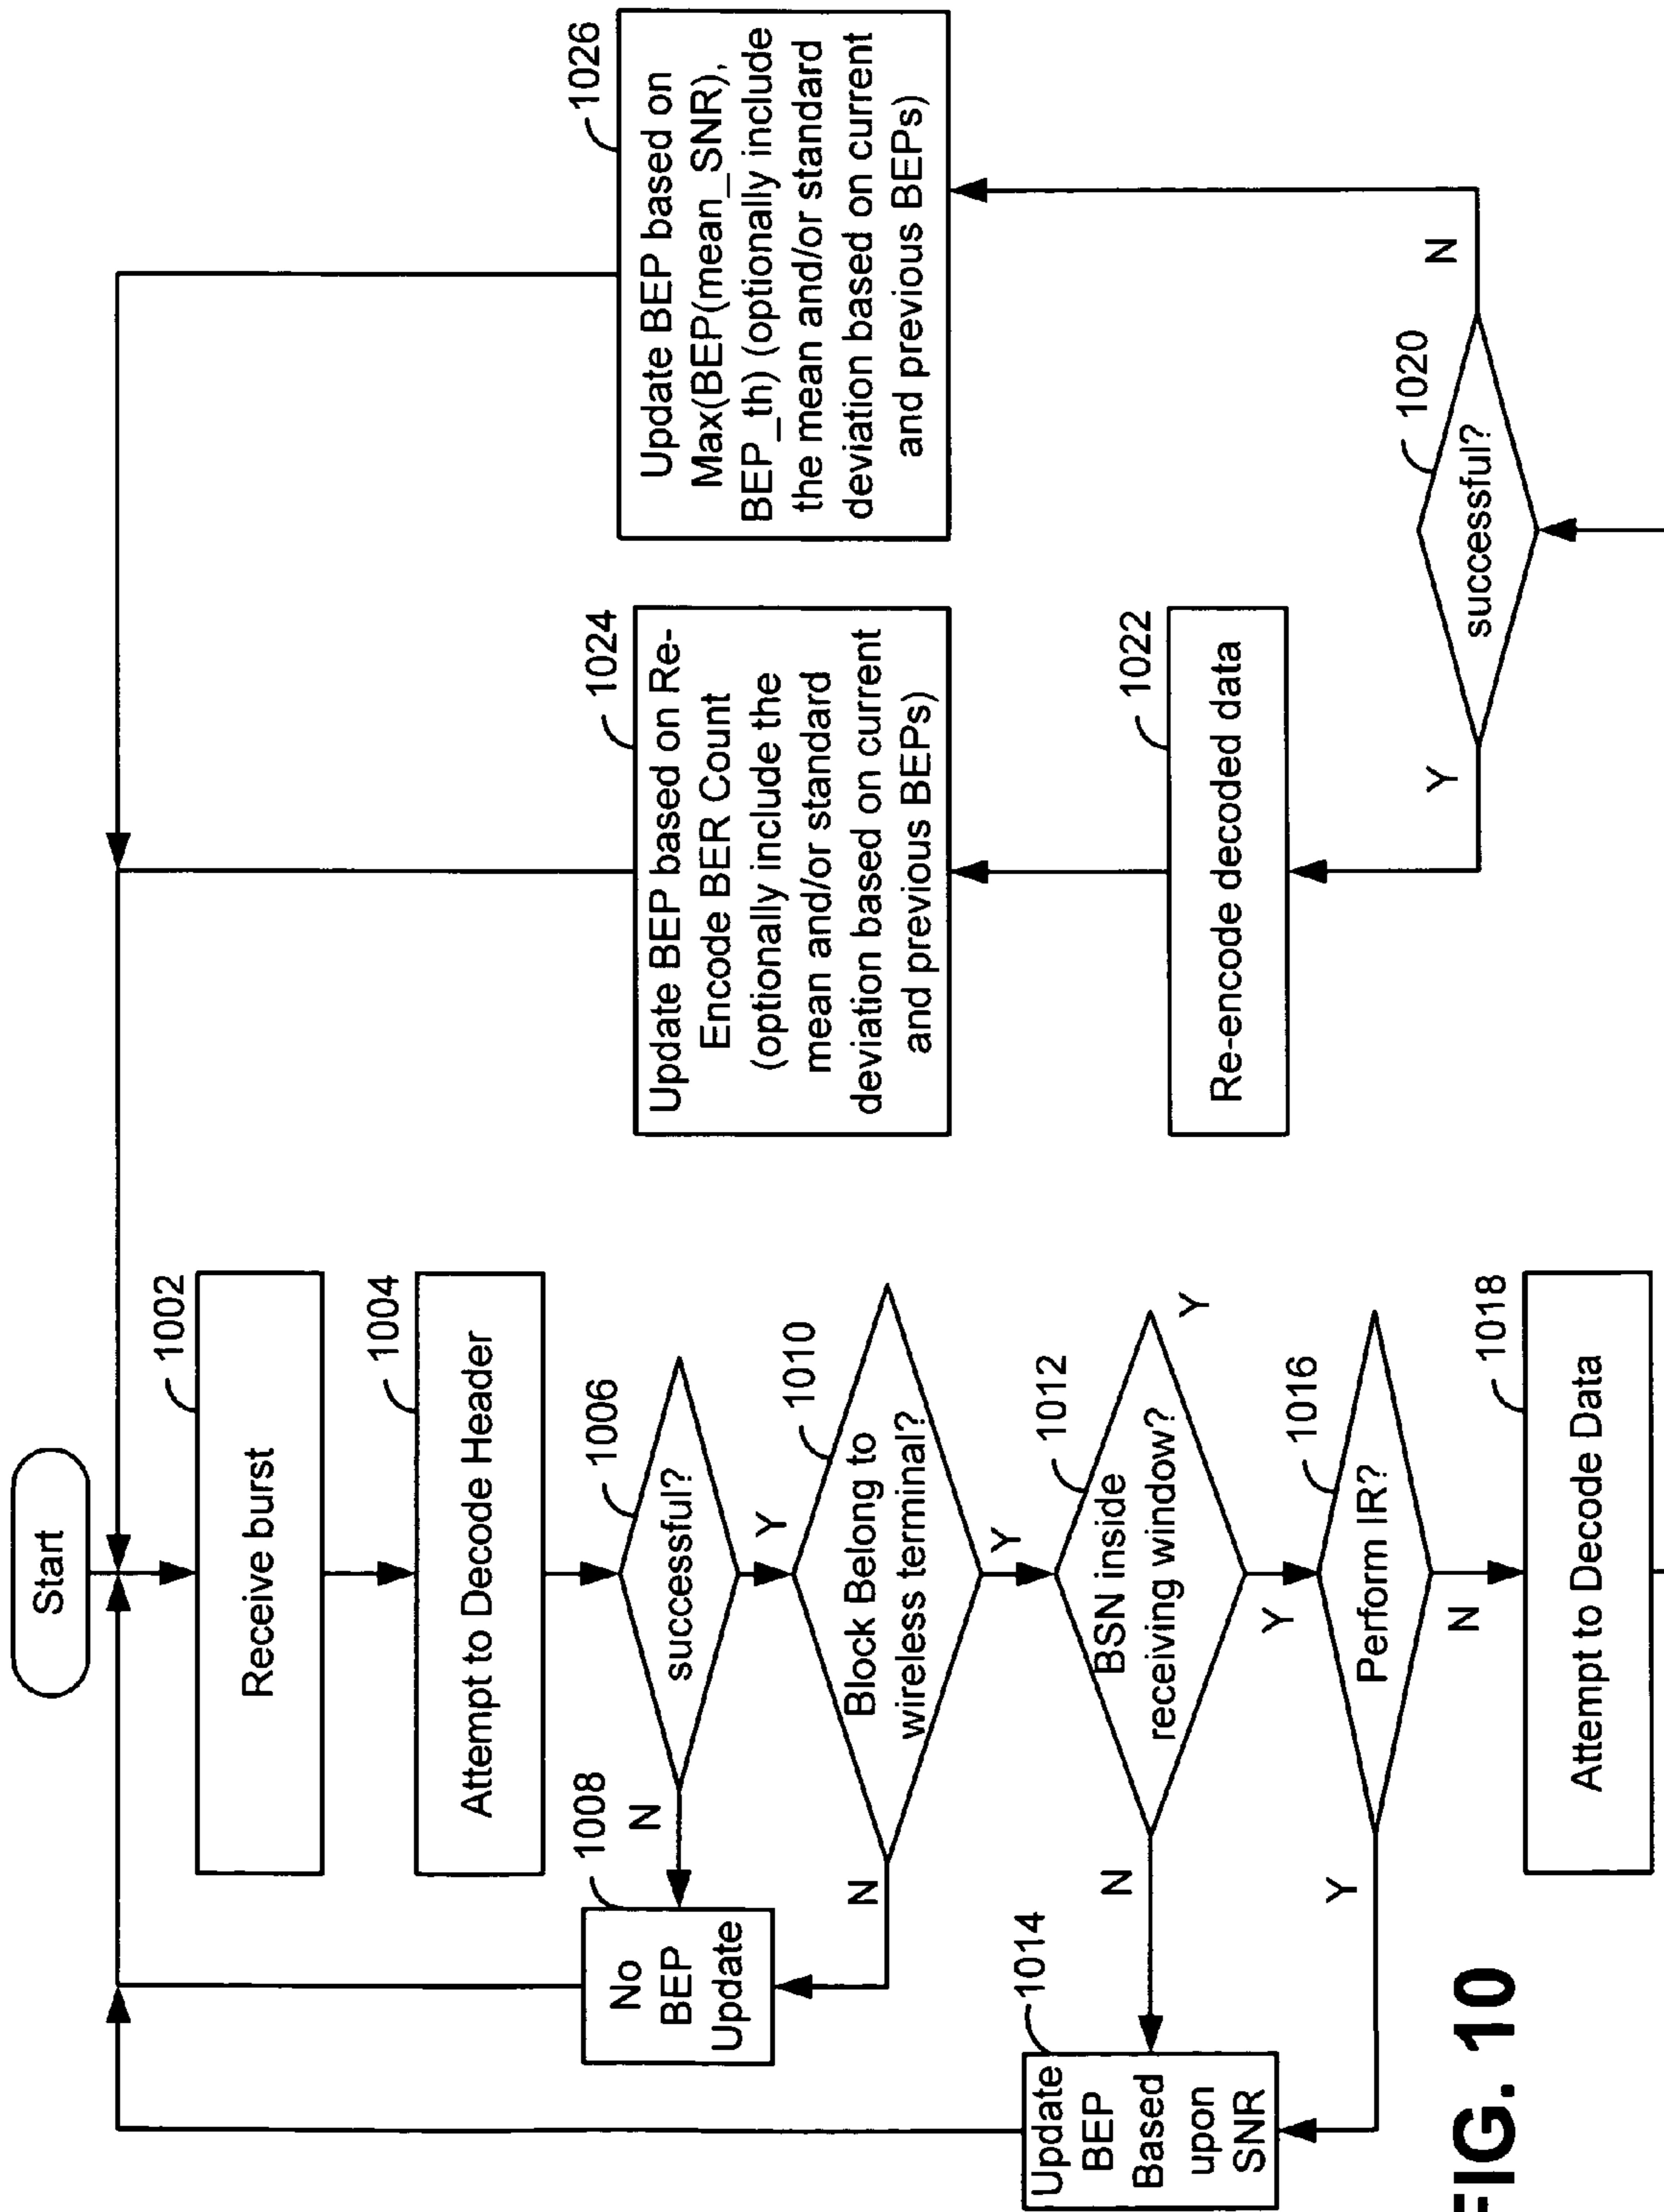 Start
1002
Receive burst
1004
Attempt to Decode Header
1006
successful?
N
Y
1008
No
BEP
Update
1010
Block Belong to
wireless terminal?
N
Y
1012
BSN inside
receiving window?
Y
N
Y
1014
Update
BEP
Based
upon
SNR
1016
Perform IR?
Y
N
1018
Attempt to Decode Data
1020
successful?
Y
N
1022
Re-encode decoded data
1024
Update BEP based on Re-
Encode BER Count
(optionally include the
mean and/or standard
deviation based on current
and previous BEPs)
1026
Update BEP based on
Max(BEP(mean_SNR),
BEP_th) (optionally include
the mean and/or standard
deviation based on current
and previous BEPs)
FIG. 10